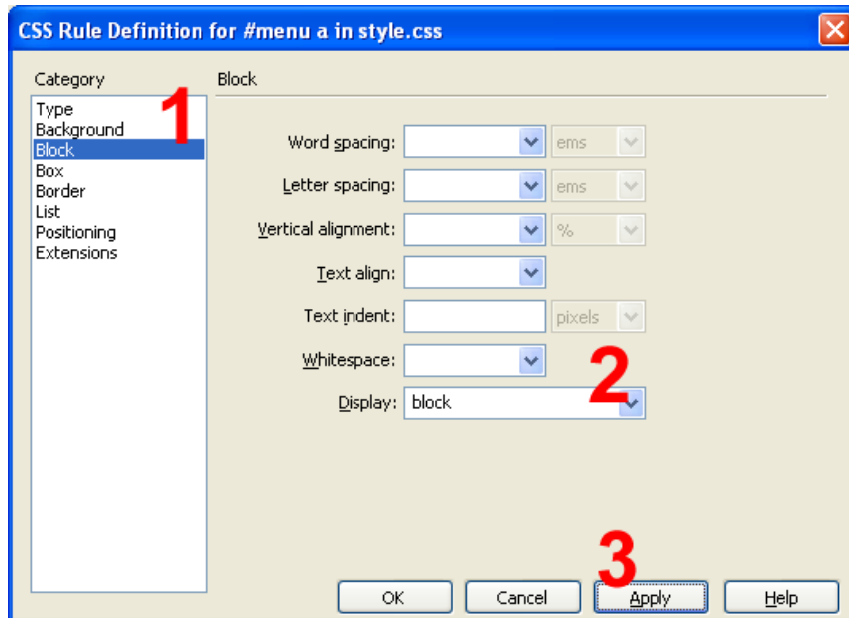 CSS Rule Definition for #menu a in style.css
Category
Block
Type
Background
Block
Box
Border
List
Positioning
Extensions
1
Word spacing:
ems
Letter spacing:
ems
Vertical alignment:
%
Text align:
Text indent:
pixels
Whitespace:
2
Display:
block
3
OK
Cancel
Apply
Help